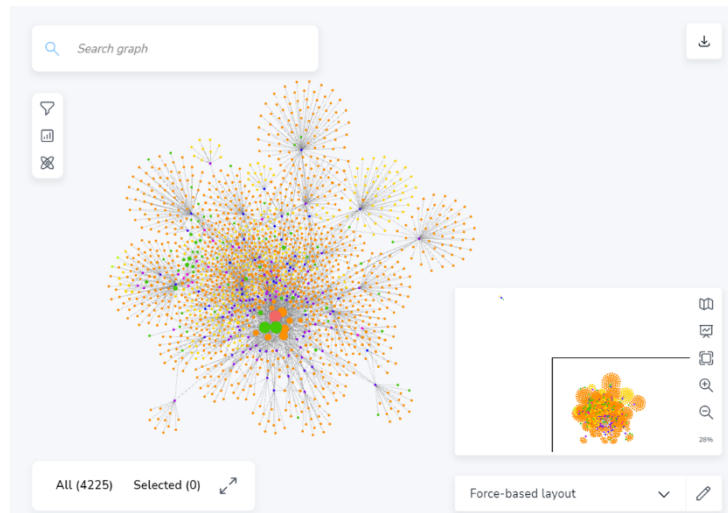 Search graph
28%
All (4225)
Selected (0)
Force-based layout